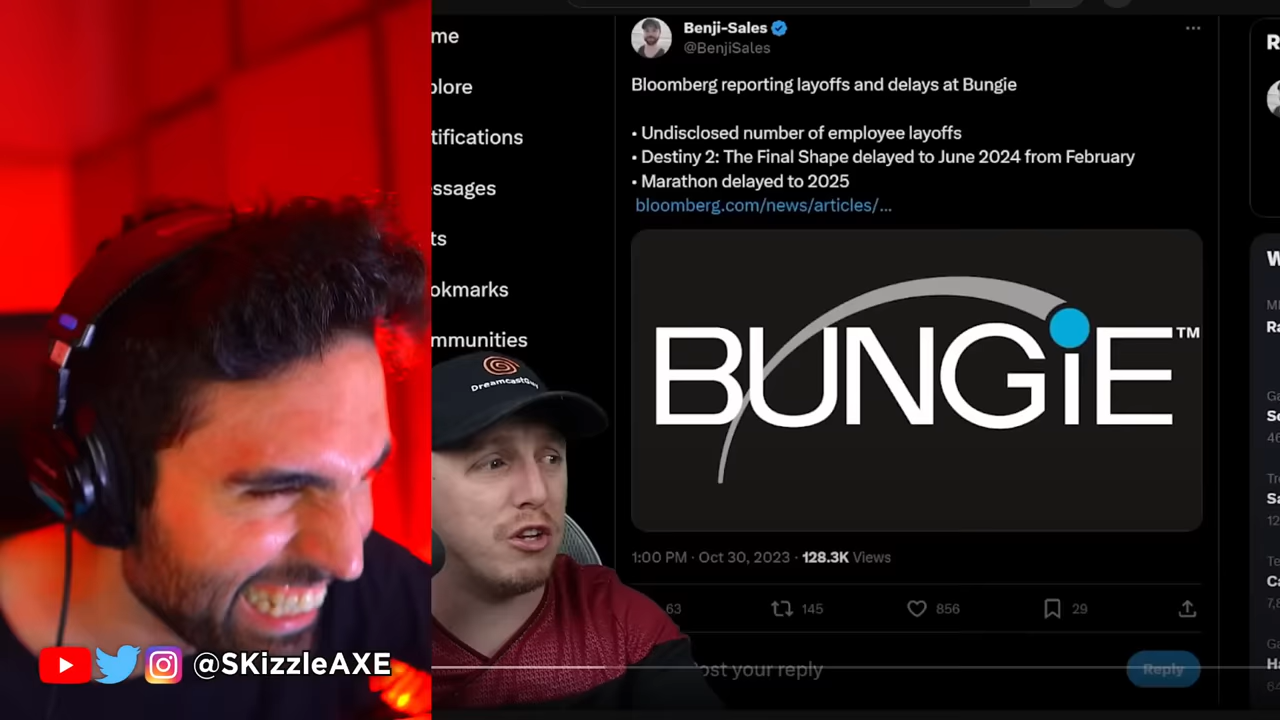 me
plore
tifications
ssages
ts
okmarks
mmunities
Benji-Sales
@BenjiSales
Bloomberg reporting layoffs and delays at Bungie
• Undisclosed number of employee layoffs
• Destiny 2: The Final Shape delayed to June 2024 from February
• Marathon delayed to 2025
bloomberg.com/news/articles/...
BUNGiE™
1:00 PM · Oct 30, 2023 · 128.3K Views
63 145 856 29
ost your reply
Reply
@SKizzleAXE